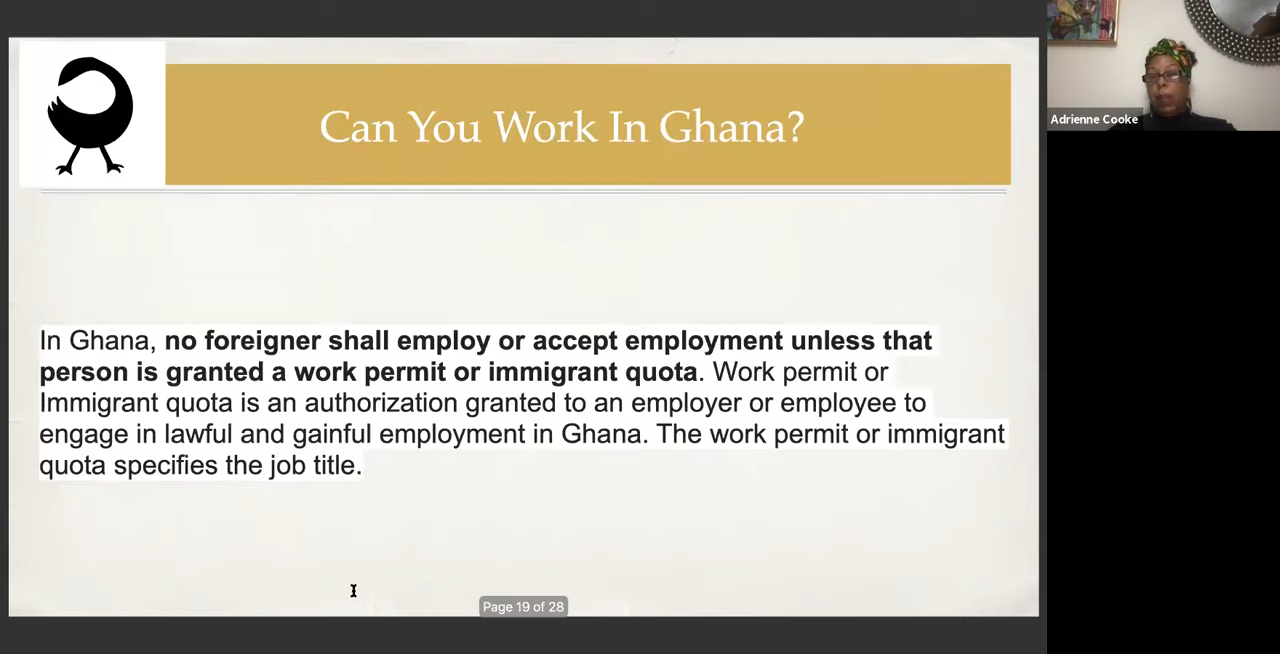 Can You Work In Ghana?
Adrienne Cooke
In Ghana, no foreigner shall employ or accept employment unless that
person is granted a work permit or immigrant quota. Work permit or
Immigrant quota is an authorization granted to an employer or employee to
engage in lawful and gainful employment in Ghana. The work permit or immigrant
quota specifies the job title.
Page 19 of 28